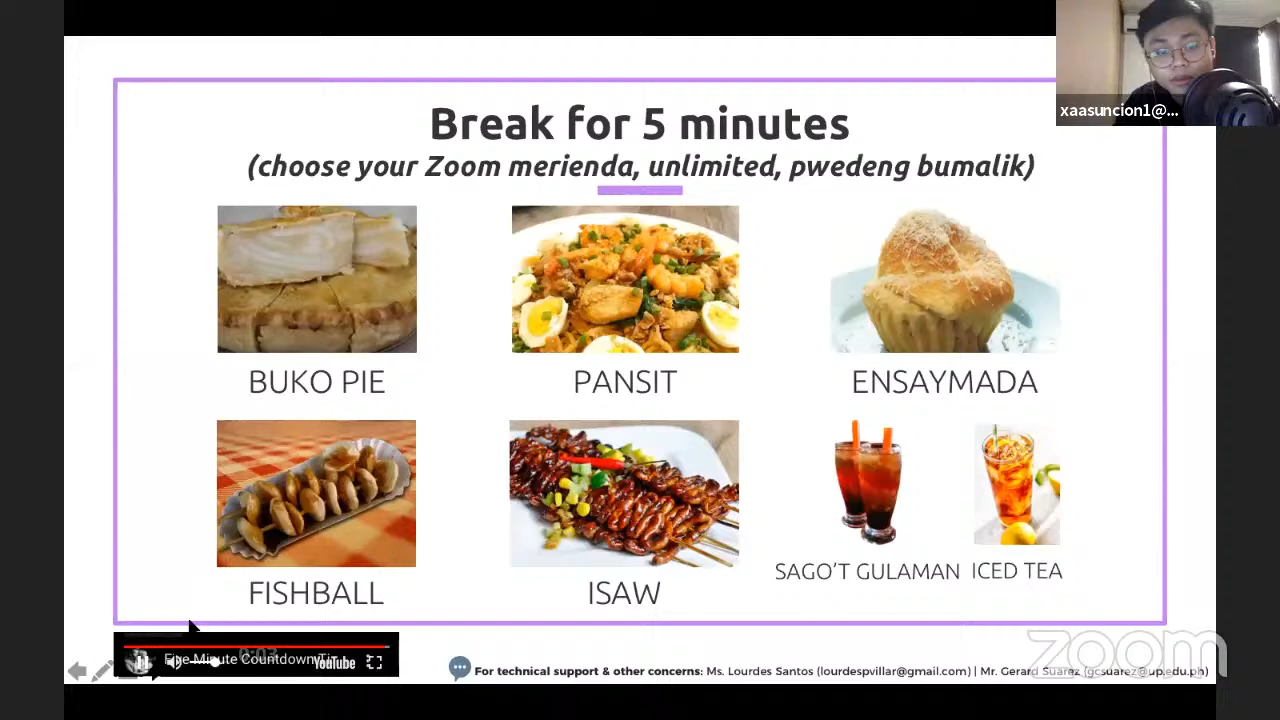 xaasuncion1@...
Break for 5 minutes
(choose your Zoom merienda, unlimited, pwedeng bumalik)
BUKO PIE
PANSIT
ENSAYMADA
FISHBALL
ISAW
SAGO'T GULAMAN
ICED TEA
0:03
Five-Minute Countdown Ti
YouTube
For technical support & other concerns: Ms. Lourdes Santos (lourdespvillar@gmail.com) | Mr. Gerard Suarez (gcsuarez@up.edu.ph)
zoom